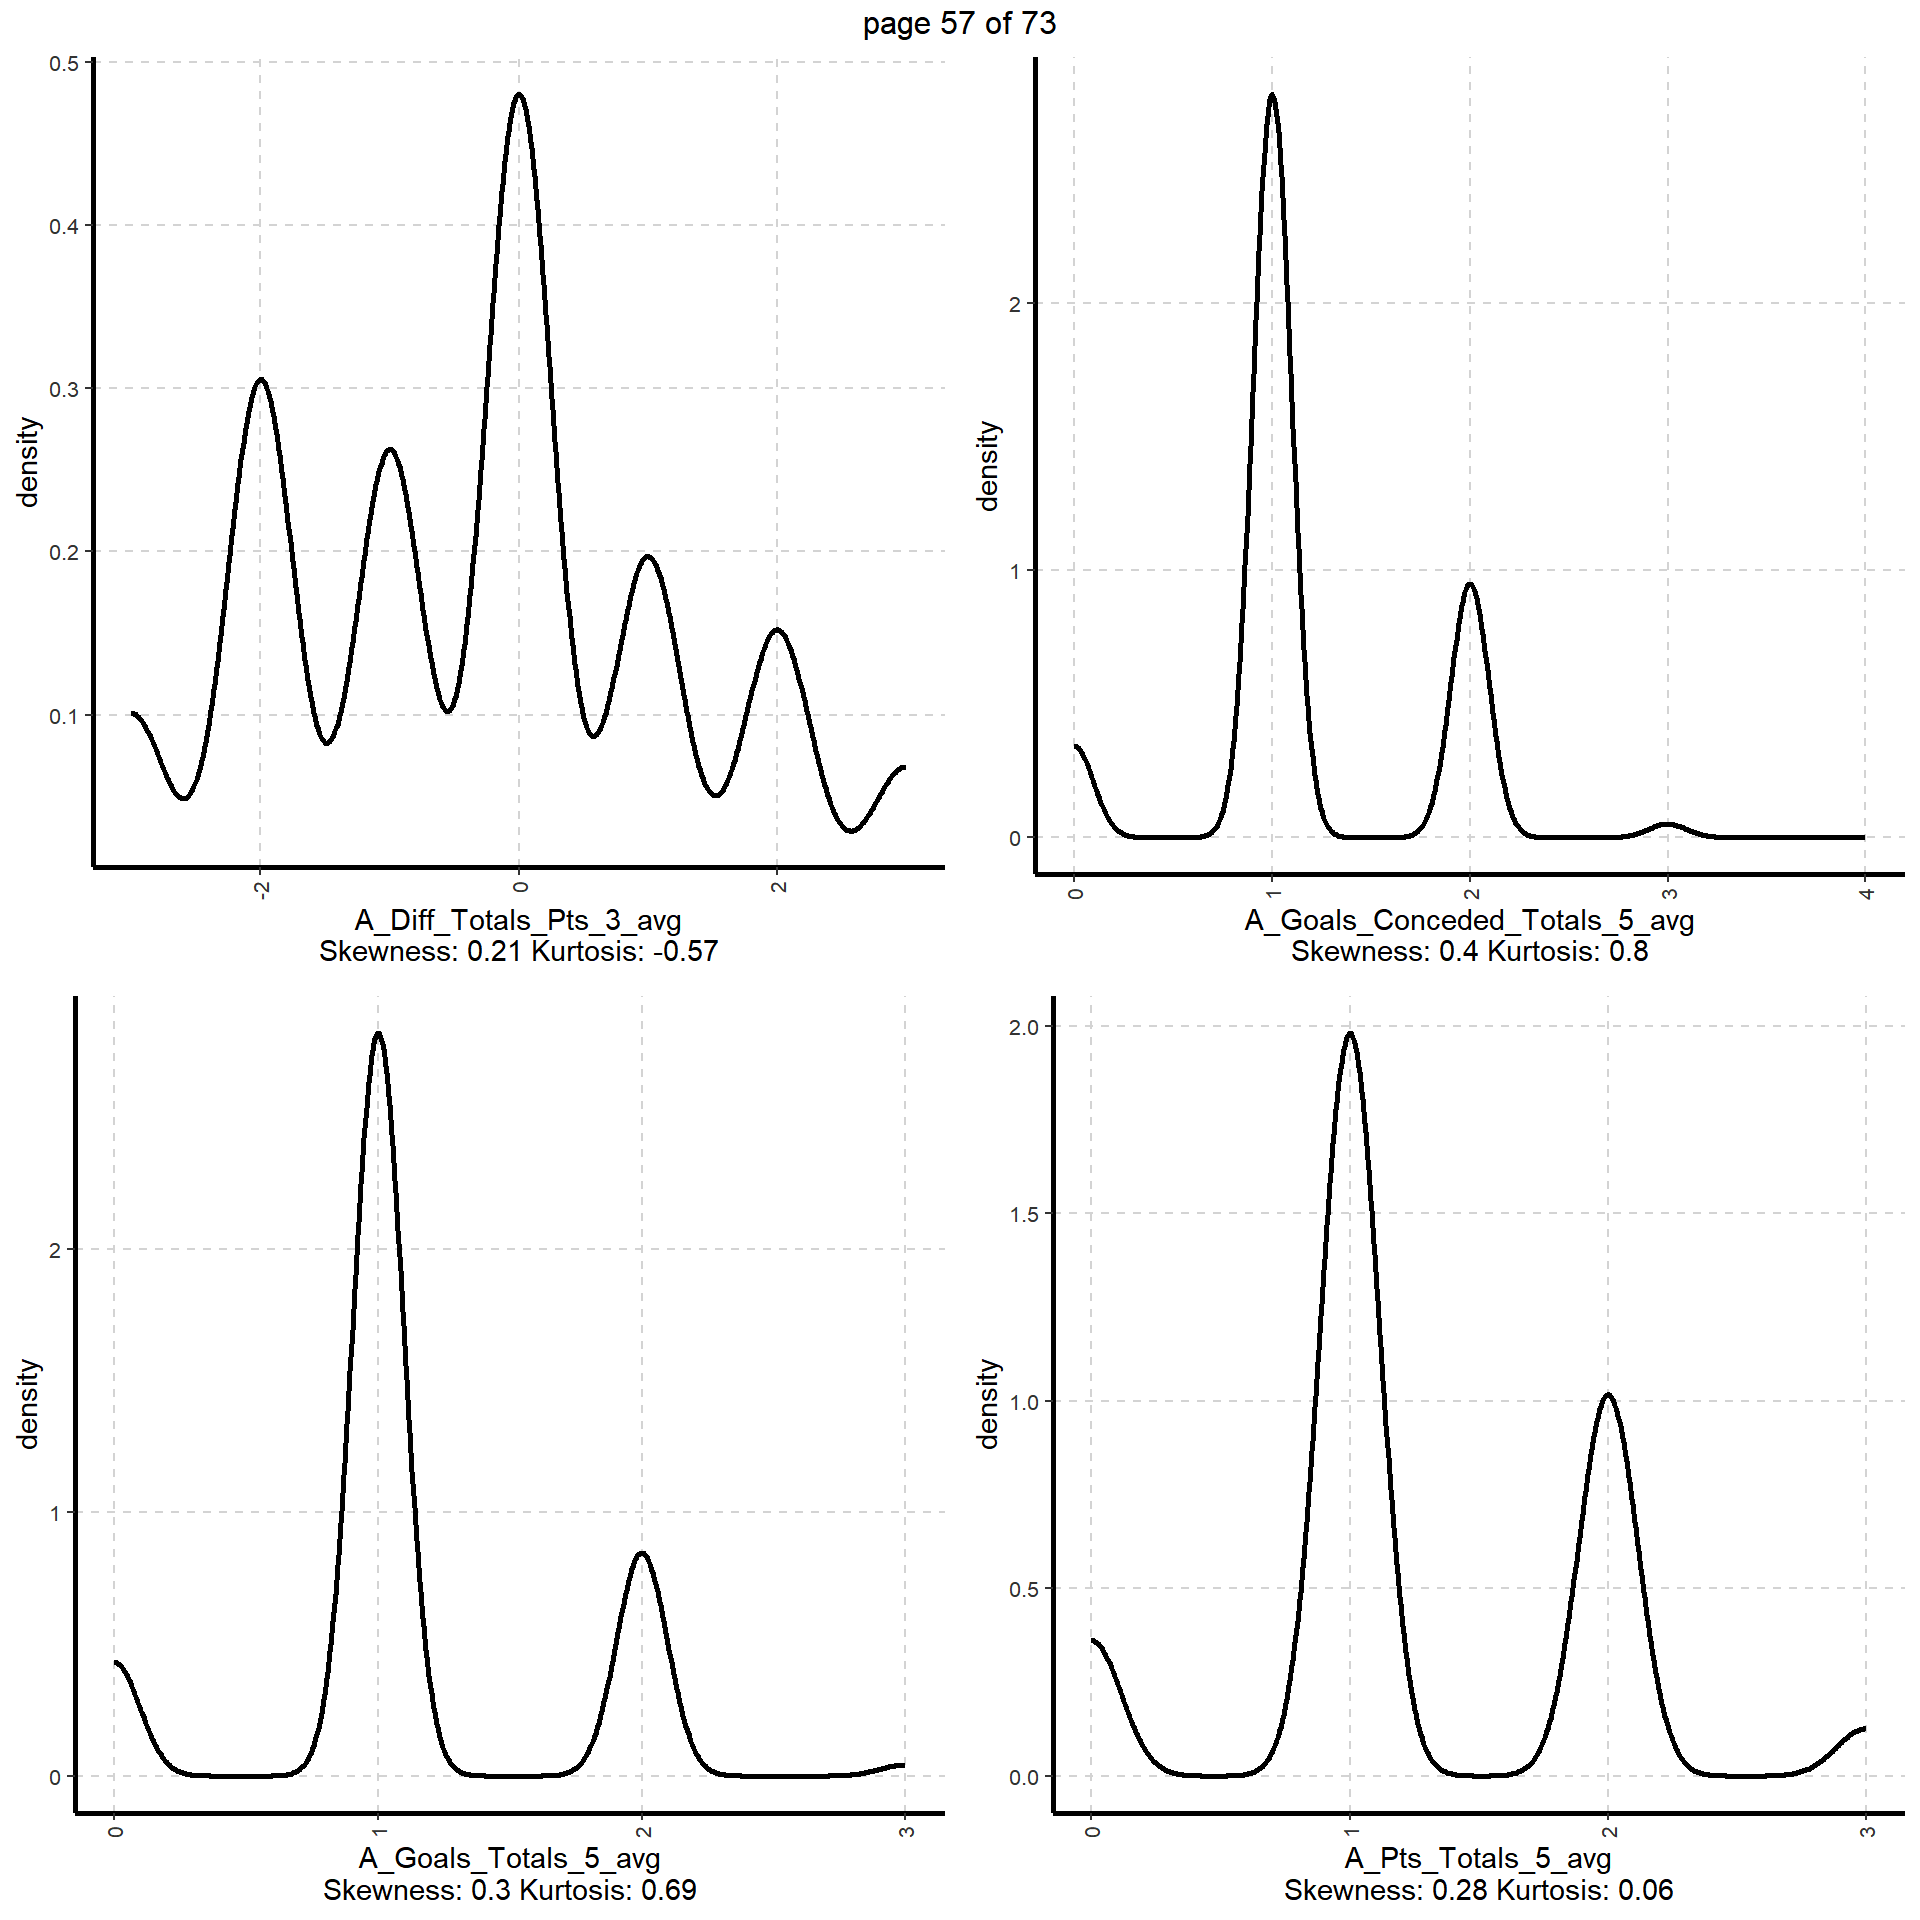 page 57 of 73
0.5
0.4
0.3
0.2
0.1
density
-2
0
2
A_Diff_Totals_Pts_3_avg
Skewness: 0.21 Kurtosis: -0.57
2
1
0
density
0
1
2
3
4
A_Goals_Conceded_Totals_5_avg
Skewness: 0.4 Kurtosis: 0.8
2
1
0
density
0
1
2
3
A_Goals_Totals_5_avg
Skewness: 0.3 Kurtosis: 0.69
2.0
1.5
1.0
0.5
0.0
density
0
1
2
3
A_Pts_Totals_5_avg
Skewness: 0.28 Kurtosis: 0.06